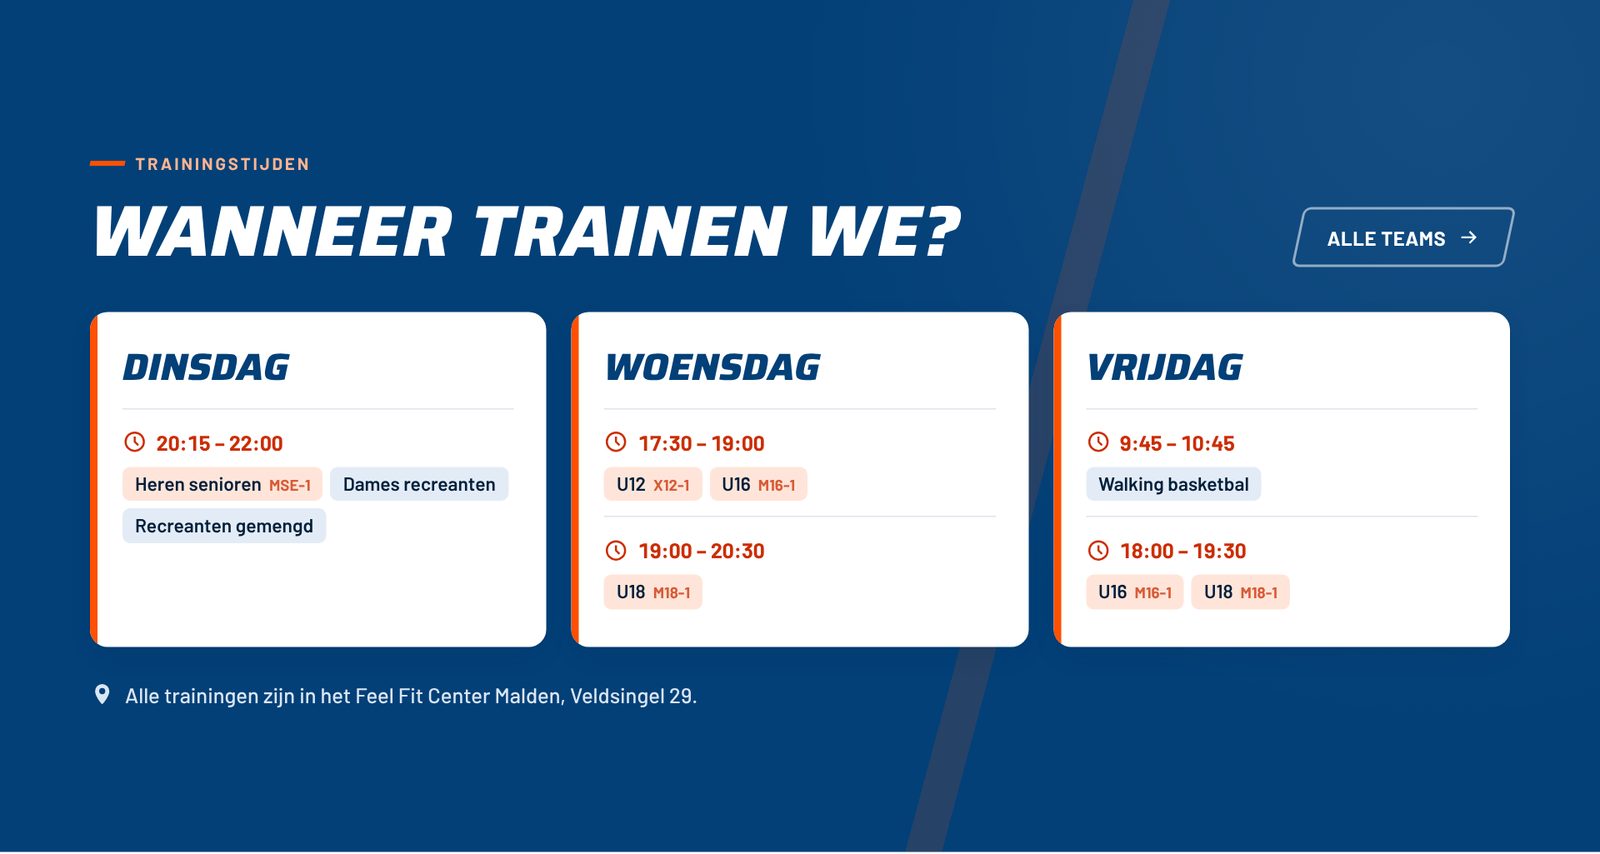 TRAININGSTIJDEN
WANNEER TRAINEN WE?
ALLE TEAMS →
DINSDAG
20:15 – 22:00
Heren senioren MSE-1 Dames recreanten
Recreanten gemengd
WOENSDAG
17:30 – 19:00
U12 X12-1 U16 M16-1
19:00 – 20:30
U18 M18-1
VRIJDAG
9:45 – 10:45
Walking basketbal
18:00 – 19:30
U16 M16-1 U18 M18-1
Alle trainingen zijn in het Feel Fit Center Malden, Veldsingel 29.